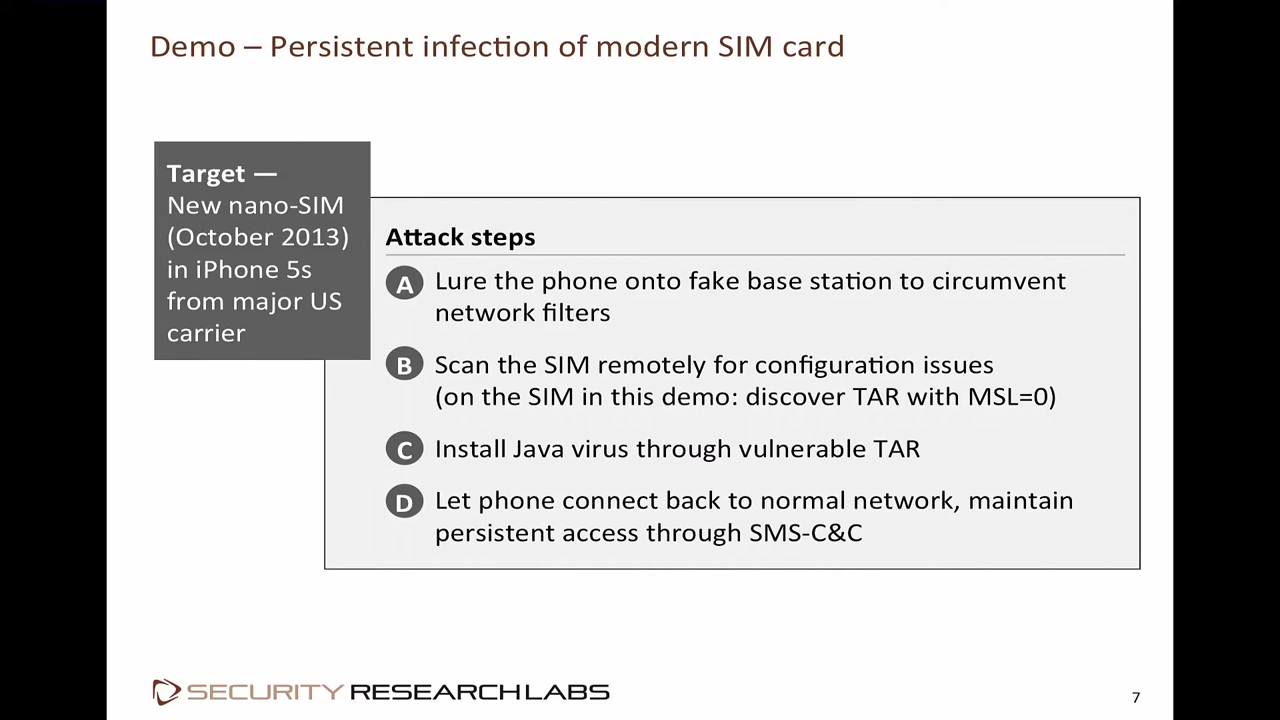 Demo – Persistent infection of modern SIM card
Target —
New nano-SIM
(October 2013)
in iPhone 5s
from major US
carrier
Attack steps
A Lure the phone onto fake base station to circumvent
network filters
B Scan the SIM remotely for configuration issues
(on the SIM in this demo: discover TAR with MSL=0)
C Install Java virus through vulnerable TAR
D Let phone connect back to normal network, maintain
persistent access through SMS-C&C
SECURITY RESEARCH LABS
7